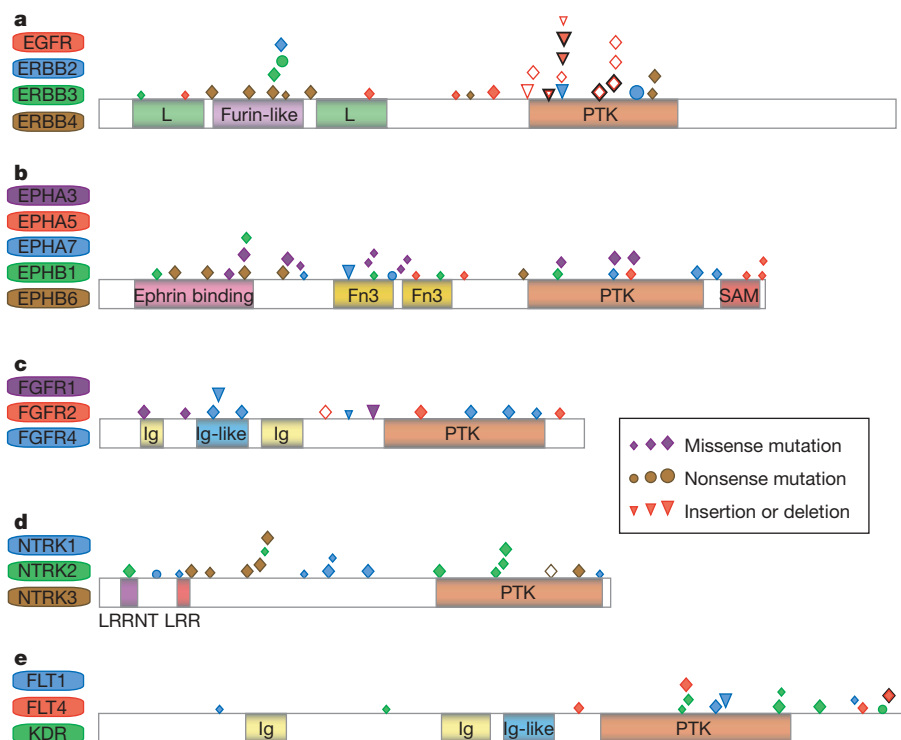 a
EGFR
ERBB2
ERBB3
ERBB4
L
Furin-like
L
PTK
b
EPHA3
EPHA5
EPHA7
EPHB1
EPHB6
Ephrin binding
Fn3
Fn3
PTK
SAM
c
FGFR1
FGFR2
FGFR4
Ig
Ig-like
Ig
PTK
Missense mutation
Nonsense mutation
Insertion or deletion
d
NTRK1
NTRK2
NTRK3
PTK
LRRNT LRR
e
FLT1
FLT4
KDR
Ig
Ig
Ig-like
PTK